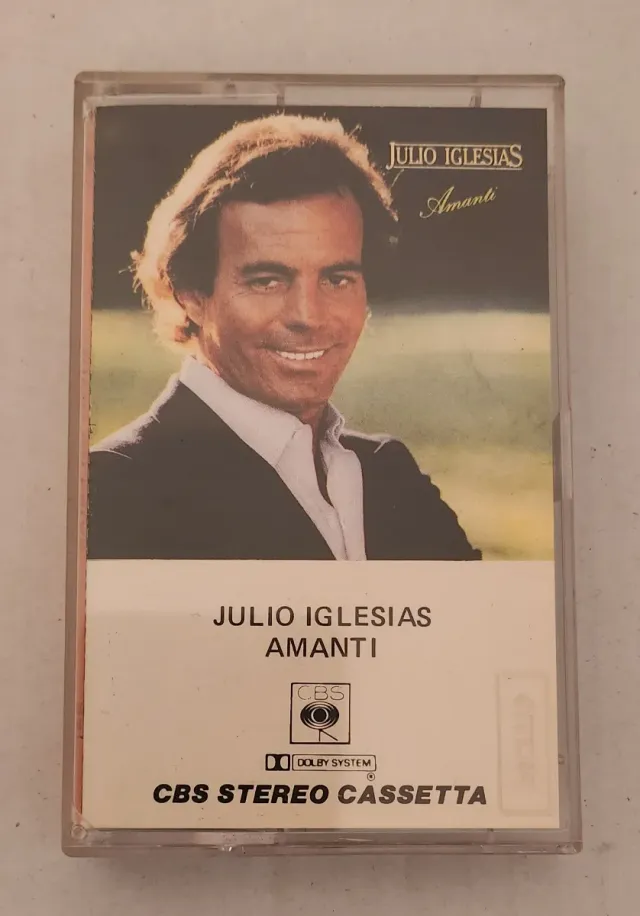 JULIO IGLESIAS
Amanti
JULIO IGLESIAS
AMANTI
CBS
DOLBY SYSTEM
®
CBS STEREO CASSETTA